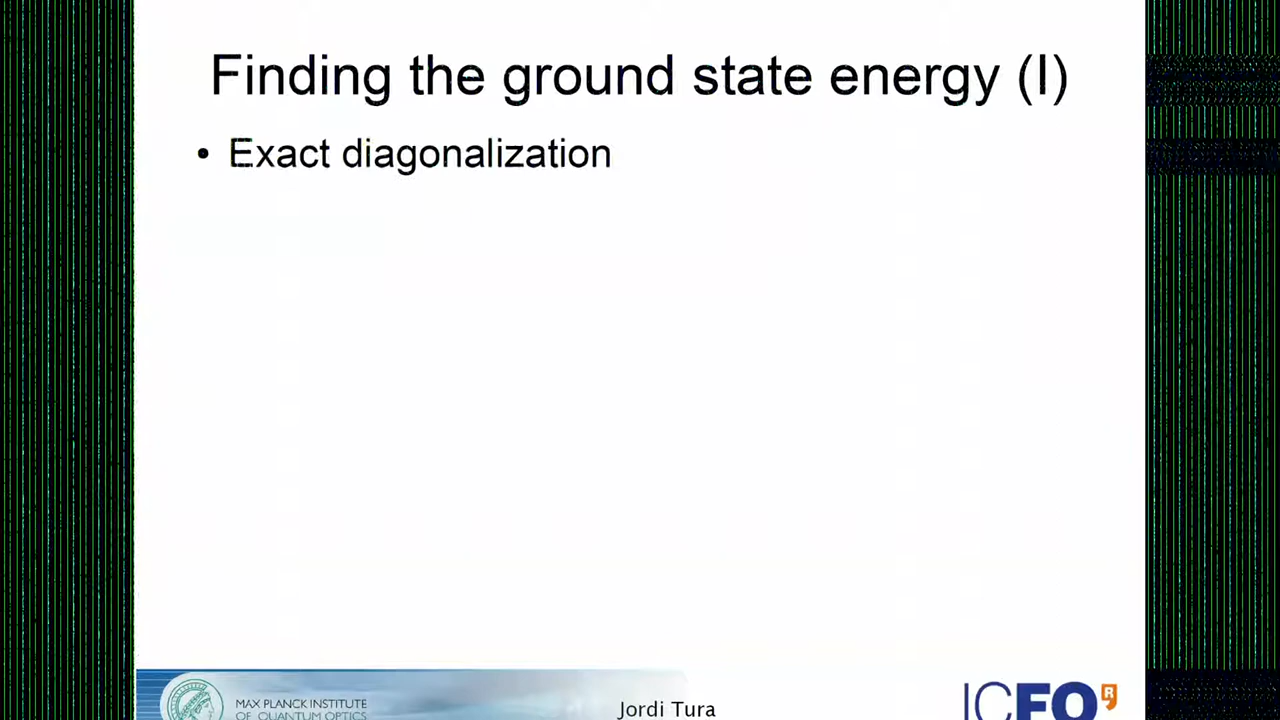 Finding the ground state energy (I)
• Exact diagonalization
MAX PLANCK INSTITUTE
OF QUANTUM OPTICS
Jordi Tura
ICFO
R